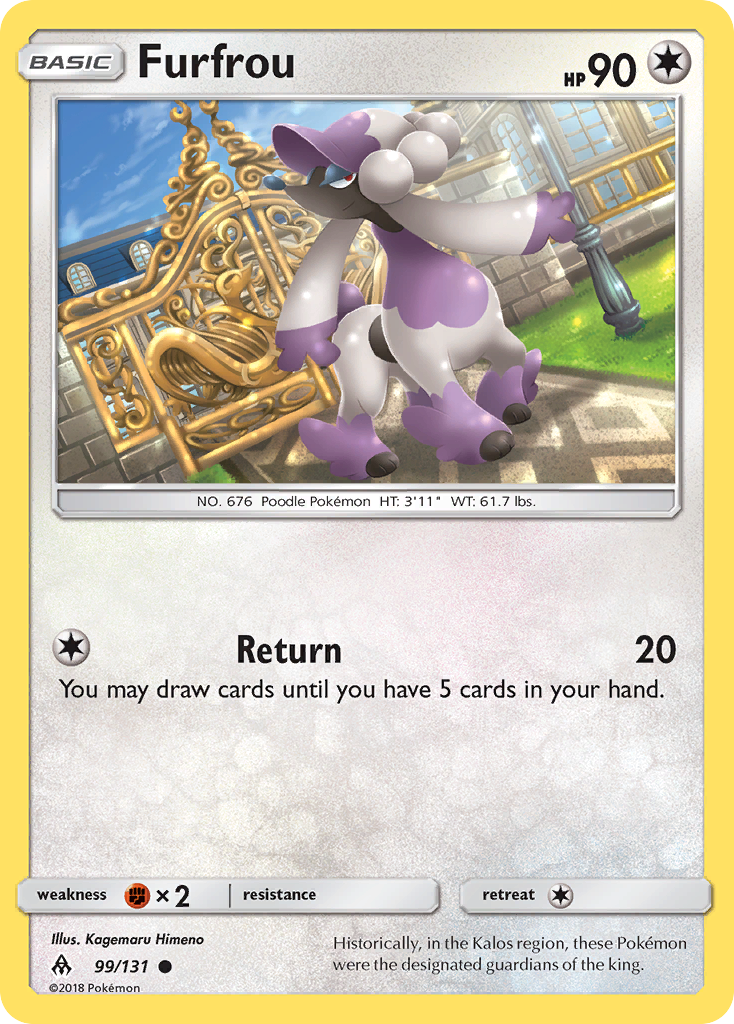 BASIC Furfrou HP 90
NO. 676 Poodle Pokémon HT: 3'11" WT: 61.7 lbs.
Return 20
You may draw cards until you have 5 cards in your hand.
weakness × 2 resistance retreat
Illus. Kagemaru Himeno
99/131
©2018 Pokémon
Historically, in the Kalos region, these Pokémon
were the designated guardians of the king.